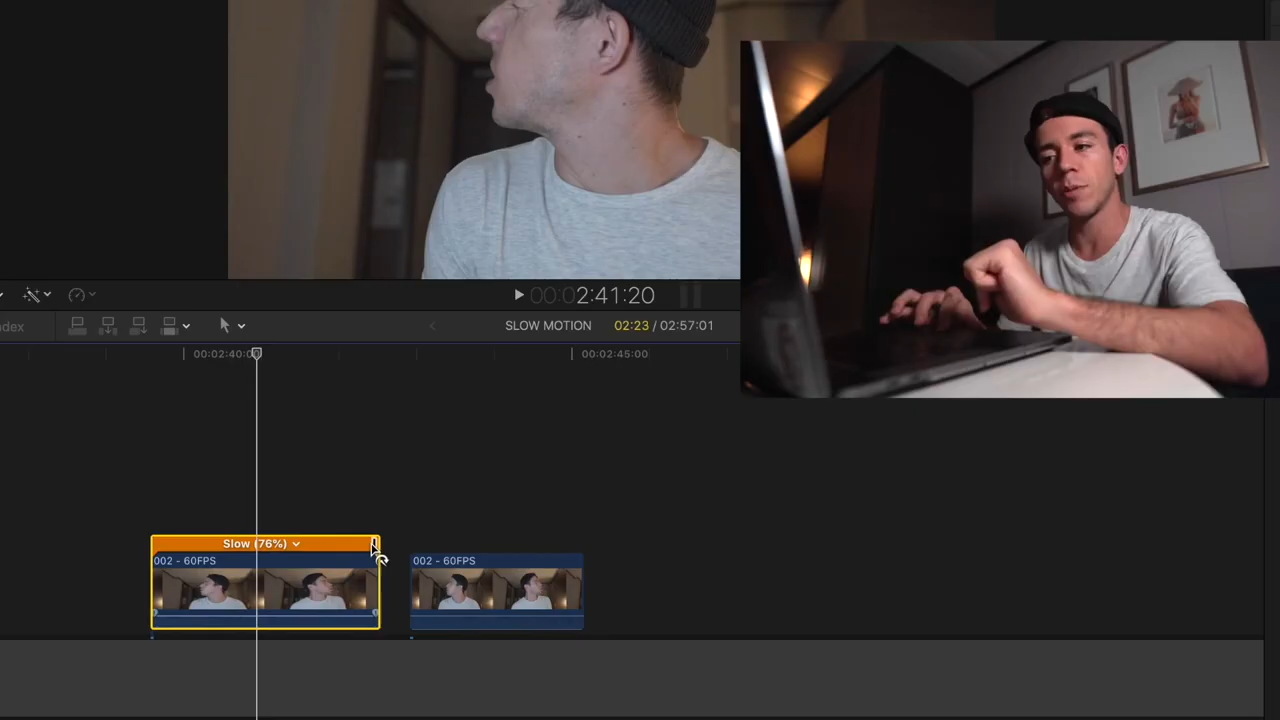 00:02:41:20
dex
SLOW MOTION
02:23 / 02:57:01
00:02:40:00
00:02:45:00
Slow (76%)
002 - 60FPS
002 - 60FPS